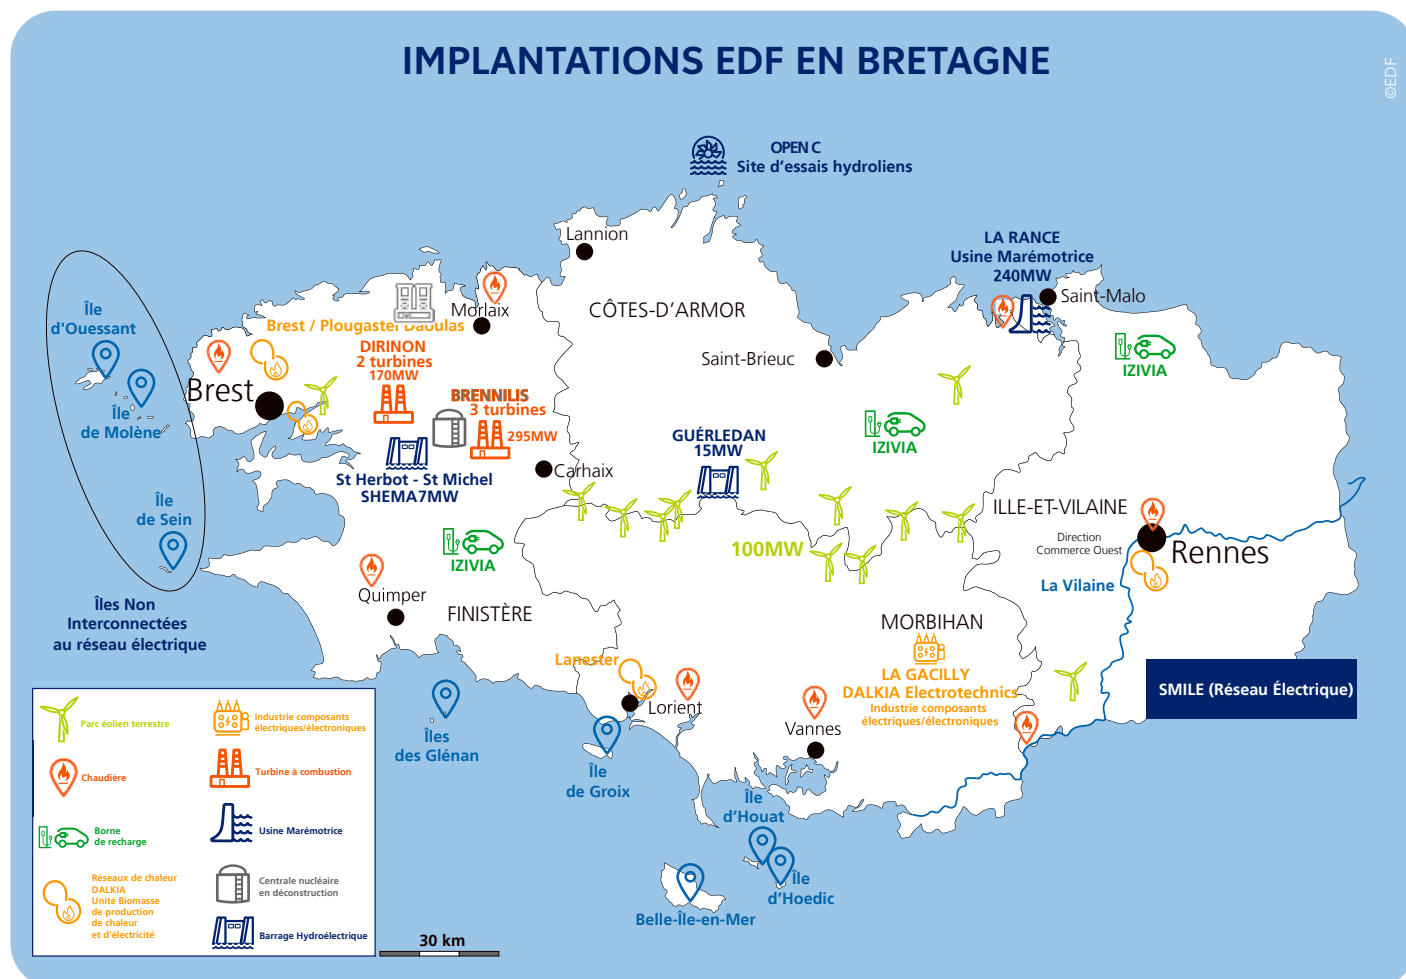 IMPLANTATIONS EDF EN BRETAGNE
©EDF
OPEN C
Site d'essais hydroliens
Lannion
LA RANCE
Usine Marémotrice
240MW
Saint-Malo
CÔTES-D'ARMOR
Morlaix
Île
d'Ouessant
Brest / Plougastel Daoulas
DIRINON
2 turbines
170MW
Saint-Brieuc
IZIVIA
Brest
BRENNILIS
3 turbines
295MW
Île
de Molène
GUÉRLEDAN
15MW
IZIVIA
Carhaix
St Herbot - St Michel
SHEMA7MW
Île
de Sein
ILLE-ET-VILAINE
Direction
Commerce Ouest
Rennes
100MW
IZIVIA
La Vilaine
Quimper
FINISTÈRE
Îles Non
Interconnectées
au réseau électrique
MORBIHAN
Lanester
LA GACILLY
DALKIA Electrotechnics
Industrie composants
électriques/électroniques
SMILE (Réseau Électrique)
Lorient
Vannes
Îles
des Glénan
Île
de Groix
Île
d'Houat
Île
d'Hoedic
Belle-Île-en-Mer
Parc éolien terrestre
Industrie composants
électriques/électroniques
Chaudière
Turbine à combustion
Borne
de recharge
Usine Marémotrice
Réseaux de chaleur
DALKIA
Unité Biomasse
de production
de chaleur
et d'électricité
Centrale nucléaire
en déconstruction
Barrage Hydroélectrique
30 km